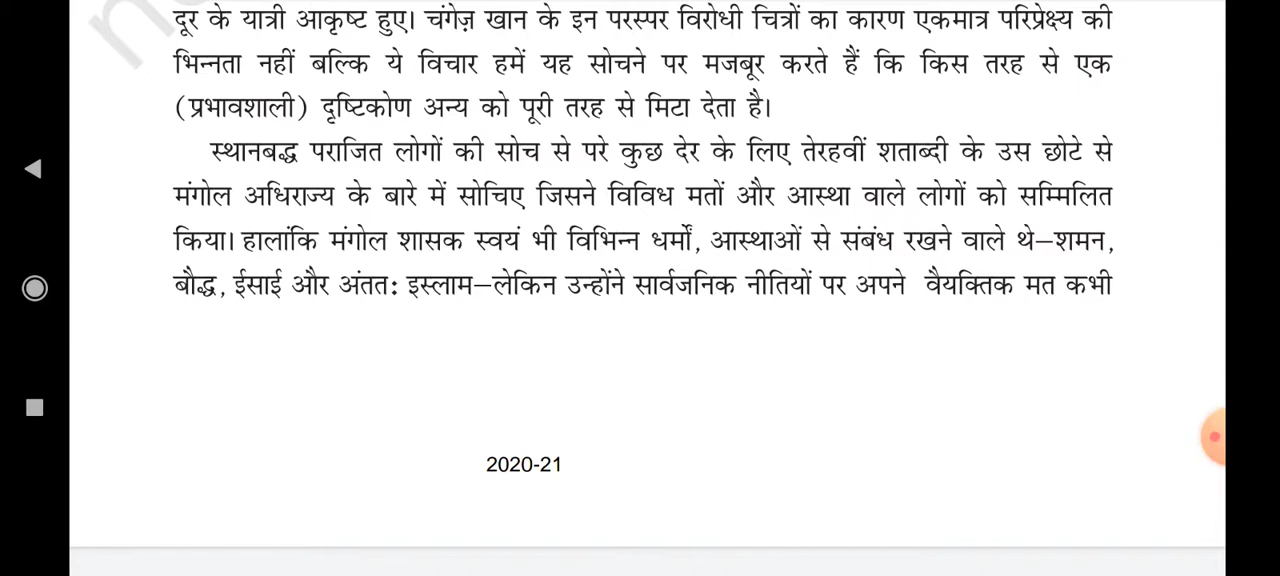 दूर के यात्री आकृष्ट हुए। चंगेज़ खान के इन परस्पर विरोधी चित्रों का कारण एकमात्र परिप्रेक्ष्य की
भिन्नता नहीं बल्कि ये विचार हमें यह सोचने पर मजबूर करते हैं कि किस तरह से एक
(प्रभावशाली) दृष्टिकोण अन्य को पूरी तरह से मिटा देता है।
स्थानबद्ध पराजित लोगों की सोच से परे कुछ देर के लिए तेरहवीं शताब्दी के उस छोटे से
मंगोल अधिराज्य के बारे में सोचिए जिसने विविध मतों और आस्था वाले लोगों को सम्मिलित
किया। हालांकि मंगोल शासक स्वयं भी विभिन्न धर्मों, आस्थाओं से संबंध रखने वाले थे–शमन,
बौद्ध, ईसाई और अंतत: इस्लाम–लेकिन उन्होंने सार्वजनिक नीतियों पर अपने वैयक्तिक मत कभी
2020-21